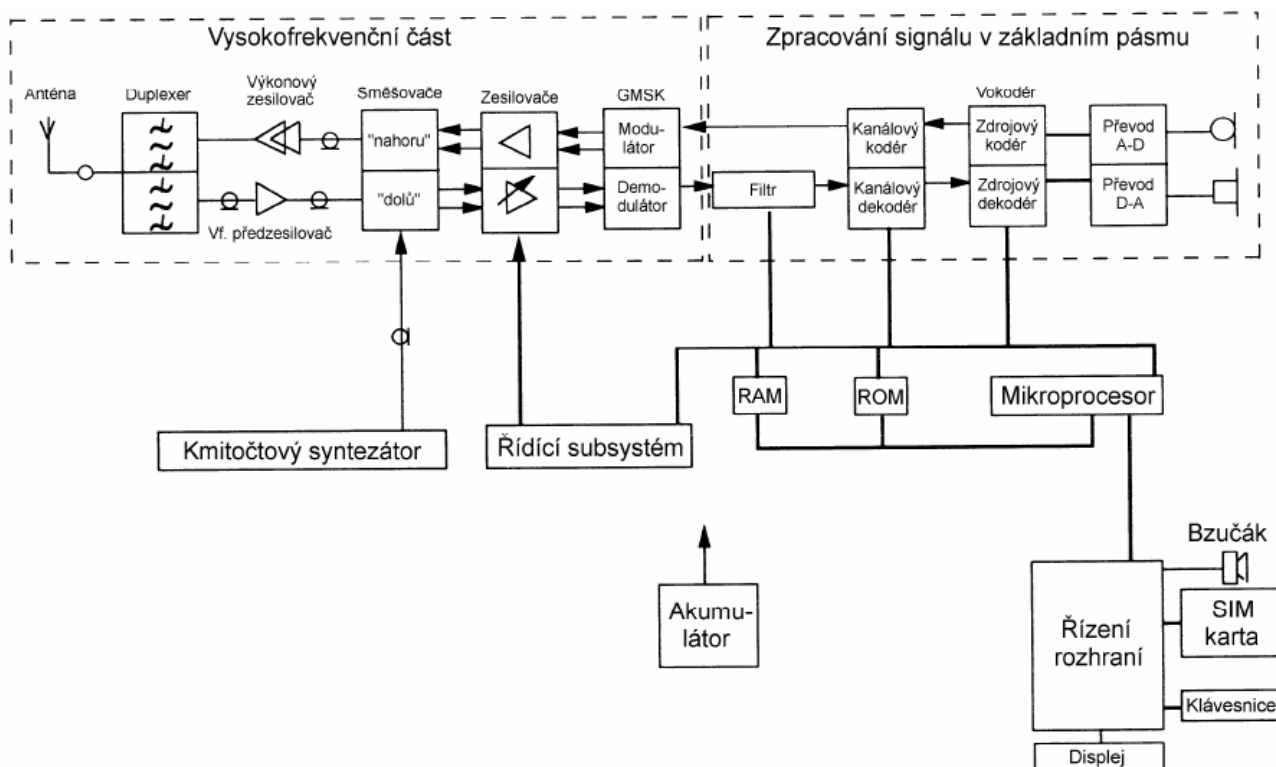 Vysokofrekvenční část
Zpracování signálu v základním pásmu
Anténa
Duplexer
Výkonový
zesilovač
Směšovače
Zesilovače
GMSK
Vokodér
"nahoru"
Modu-
látor
Kanálový
kodér
Zdrojový
kodér
Převod
A-D
"dolů"
Demo-
dulátor
Filtr
Kanálový
dekodér
Zdrojový
dekodér
Převod
D-A
Vf. předzesilovač
RAM
ROM
Mikroprocesor
Kmitočtový syntezátor
Řídící subsystém
Bzučák
Akumu-
látor
SIM
karta
Řízení
rozhraní
Klávesnice
Displej